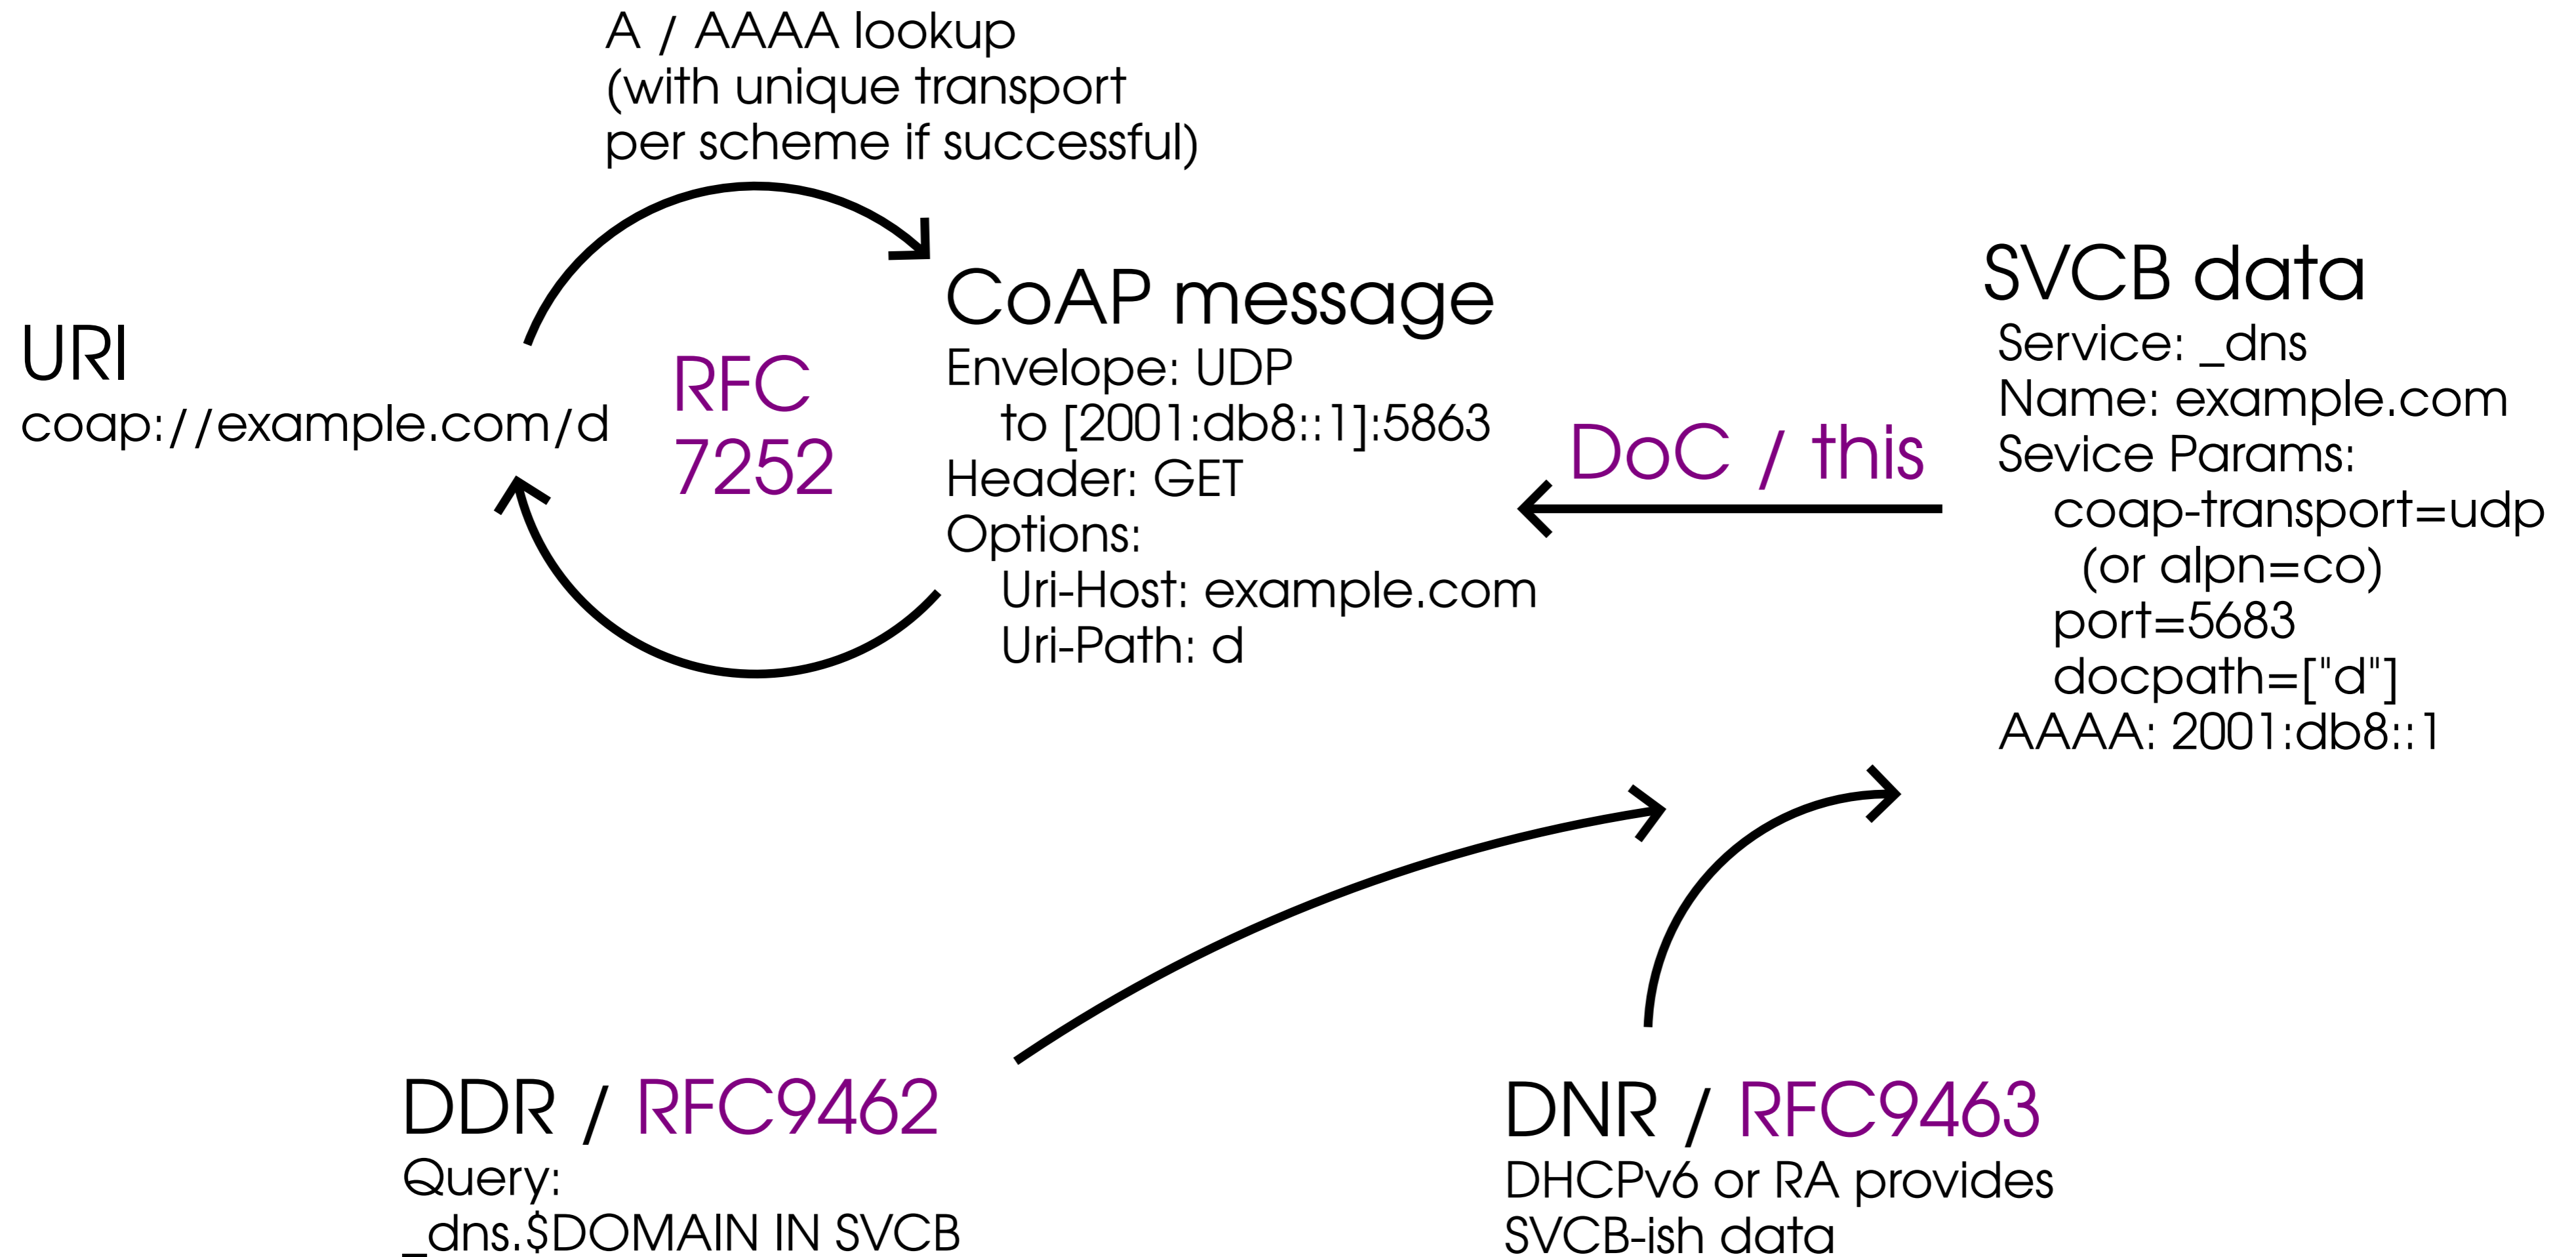 A / AAAA lookup
(with unique transport
per scheme if successful)
URI
coap://example.com/d
RFC
7252
CoAP message
Envelope: UDP
to [2001:db8::1]:5863
Header: GET
Options:
Uri-Host: example.com
Uri-Path: d
DoC / this
SVCB data
Service: _dns
Name: example.com
Sevice Params:
coap-transport=udp
(or alpn=co)
port=5683
docpath=["d"]
AAAA: 2001:db8::1
DDR / RFC9462
Query:
_dns.$DOMAIN IN SVCB
DNR / RFC9463
DHCPv6 or RA provides
SVCB-ish data